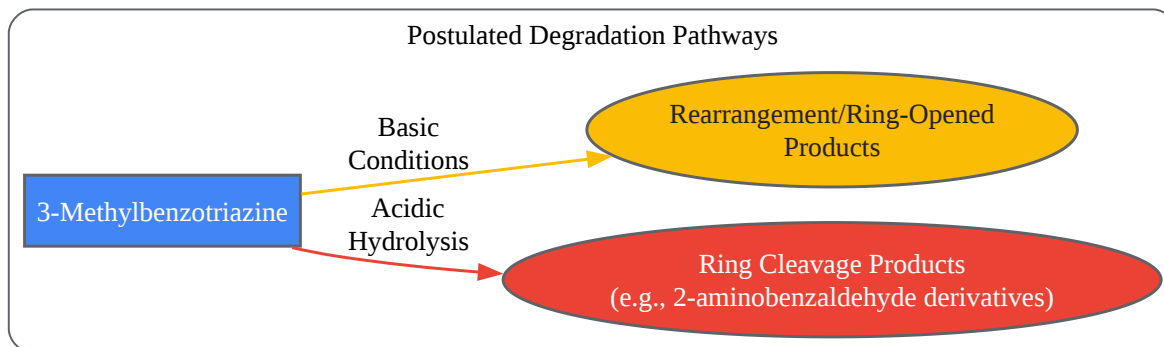 Postulated Degradation Pathways
Basic
Conditions
Rearrangement/Ring-Opened
Products
3-Methylbenzotriazine
Acidic
Hydrolysis
Ring Cleavage Products
(e.g., 2-aminobenzaldehyde derivatives)